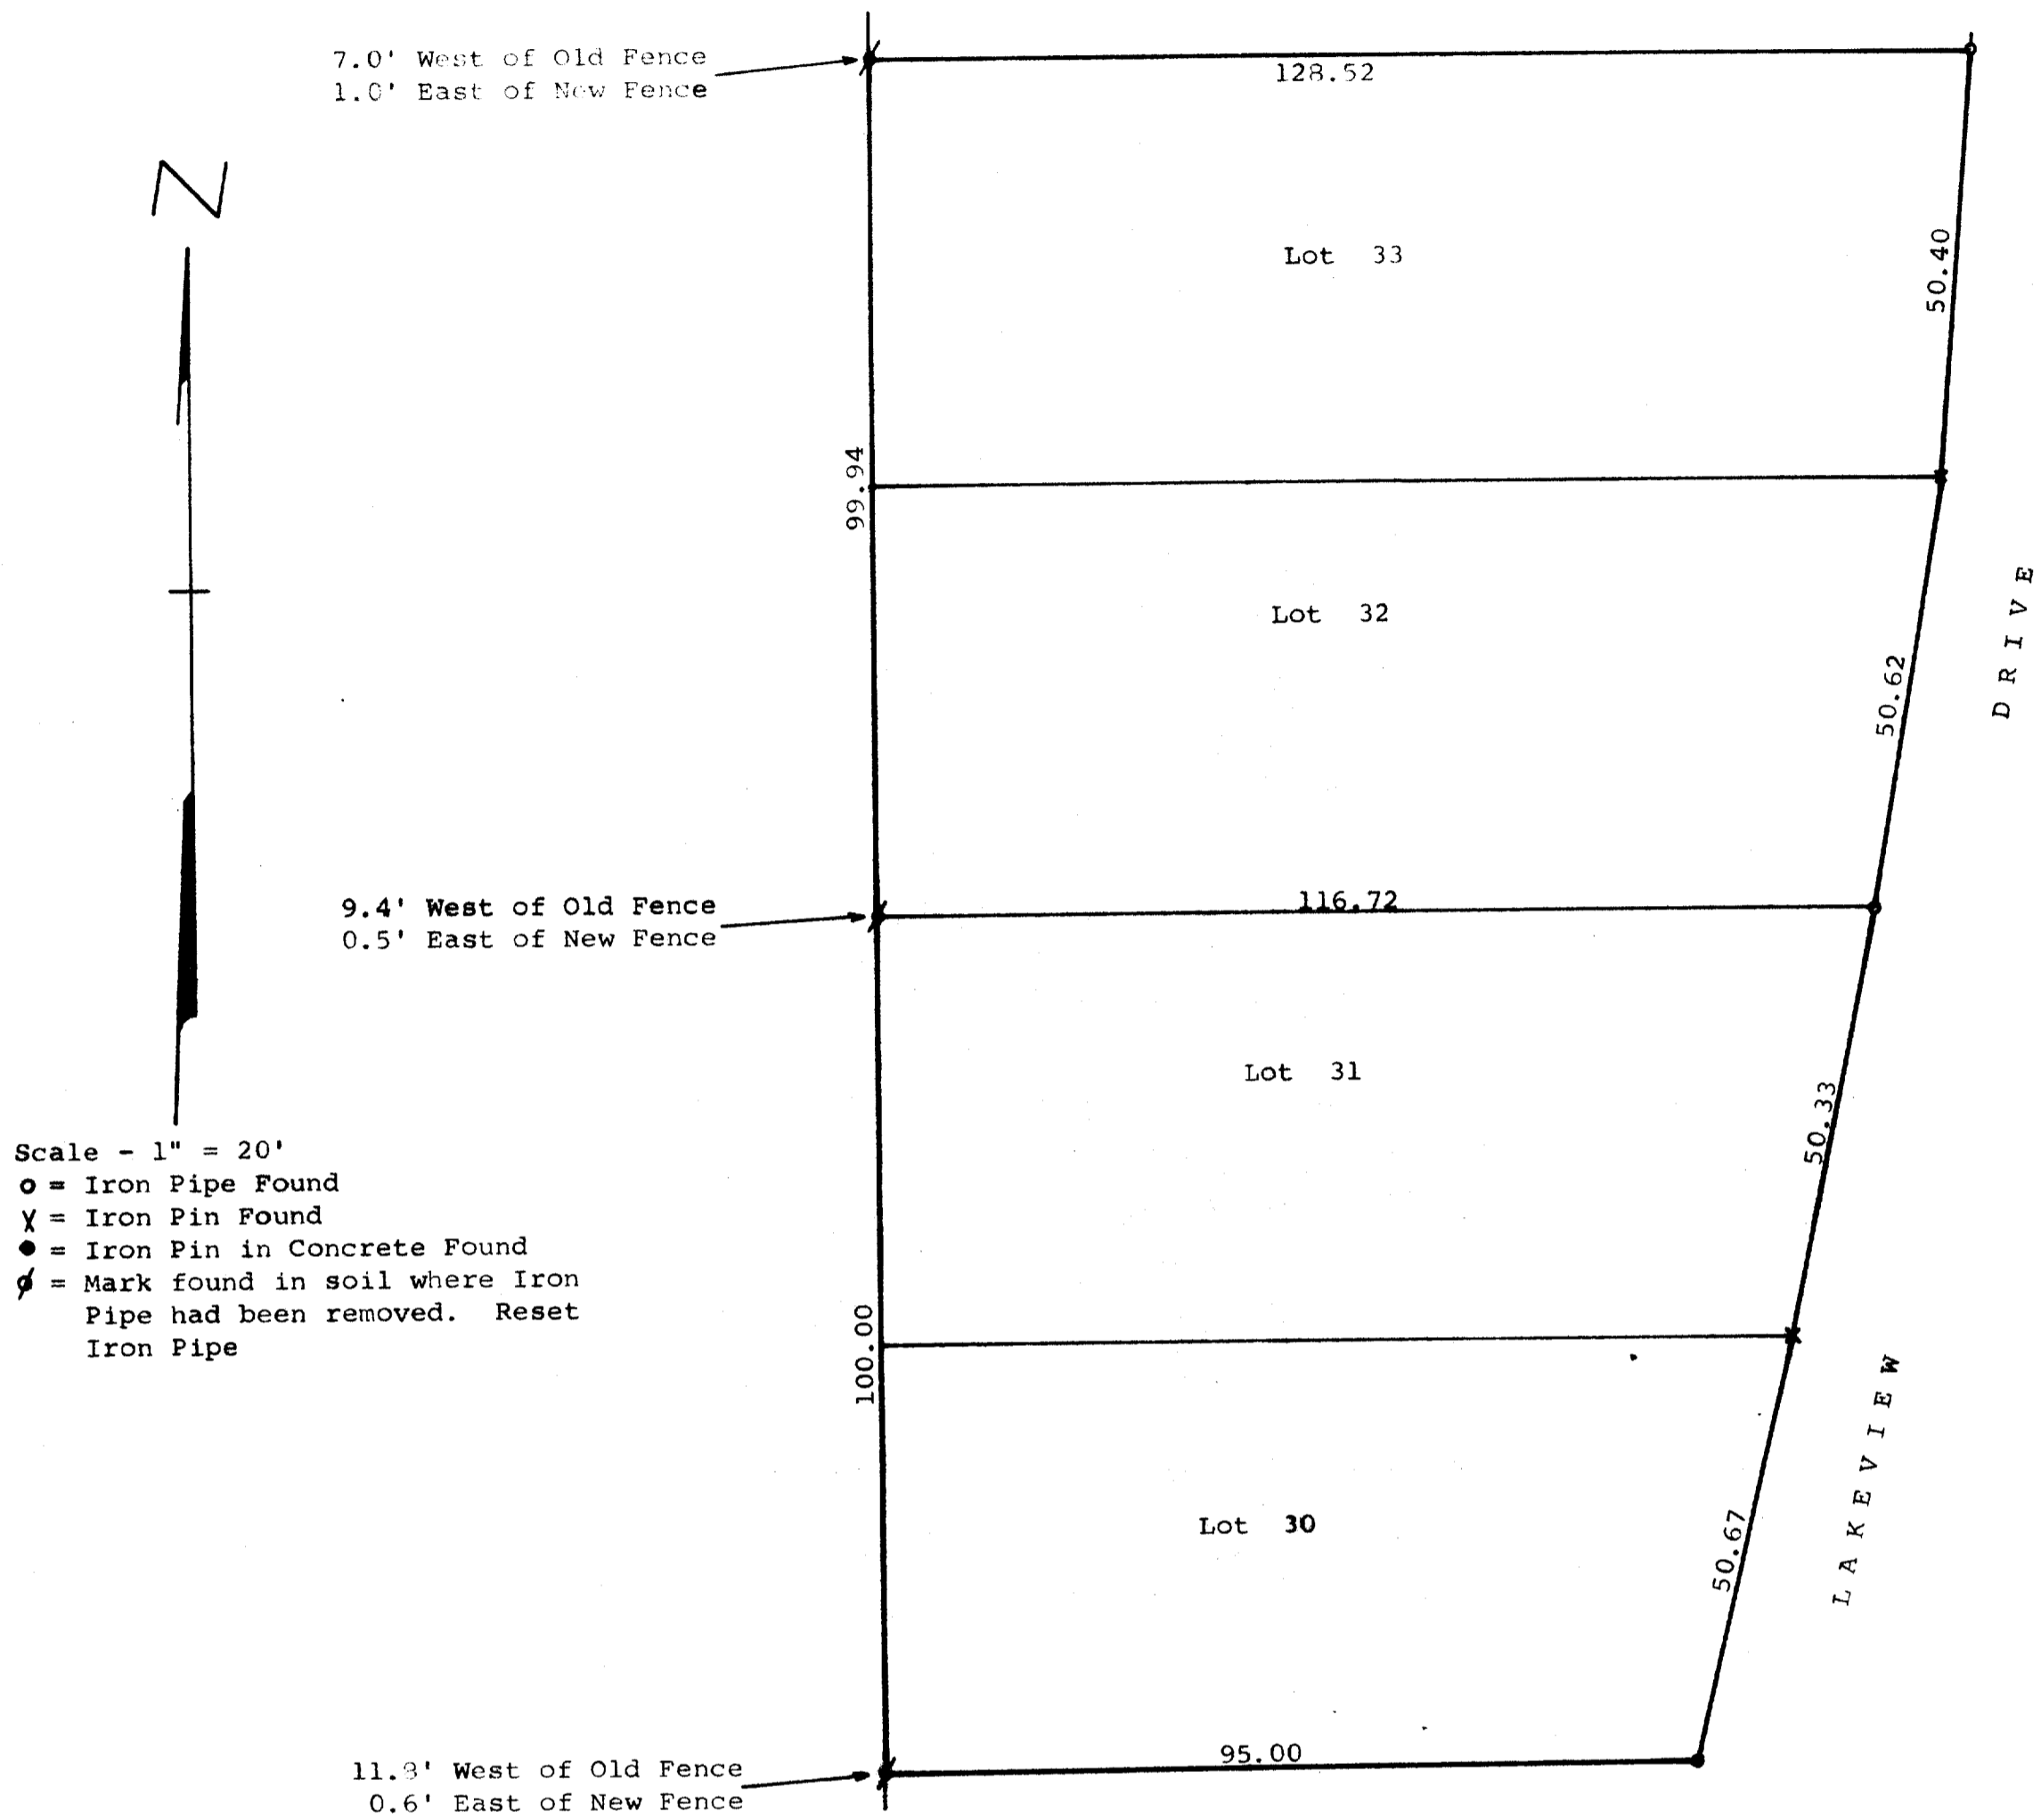 7.0' West of Old Fence
1.0' East of New Fence
128.52
N
Lot 33
50.40
99.94
Lot 32
50.62
DRIVE
9.4' West of Old Fence
0.5' East of New Fence
116.72
Lot 31
50.33
Scale - 1" = 20'
o = Iron Pipe Found
X = Iron Pin Found
● = Iron Pin in Concrete Found
ø = Mark found in soil where Iron
Pipe had been removed. Reset
Iron Pipe
100.00
LAKEVIEW
Lot 30
50.67
95.00
West of Old Fence
0.6' East of New Fence